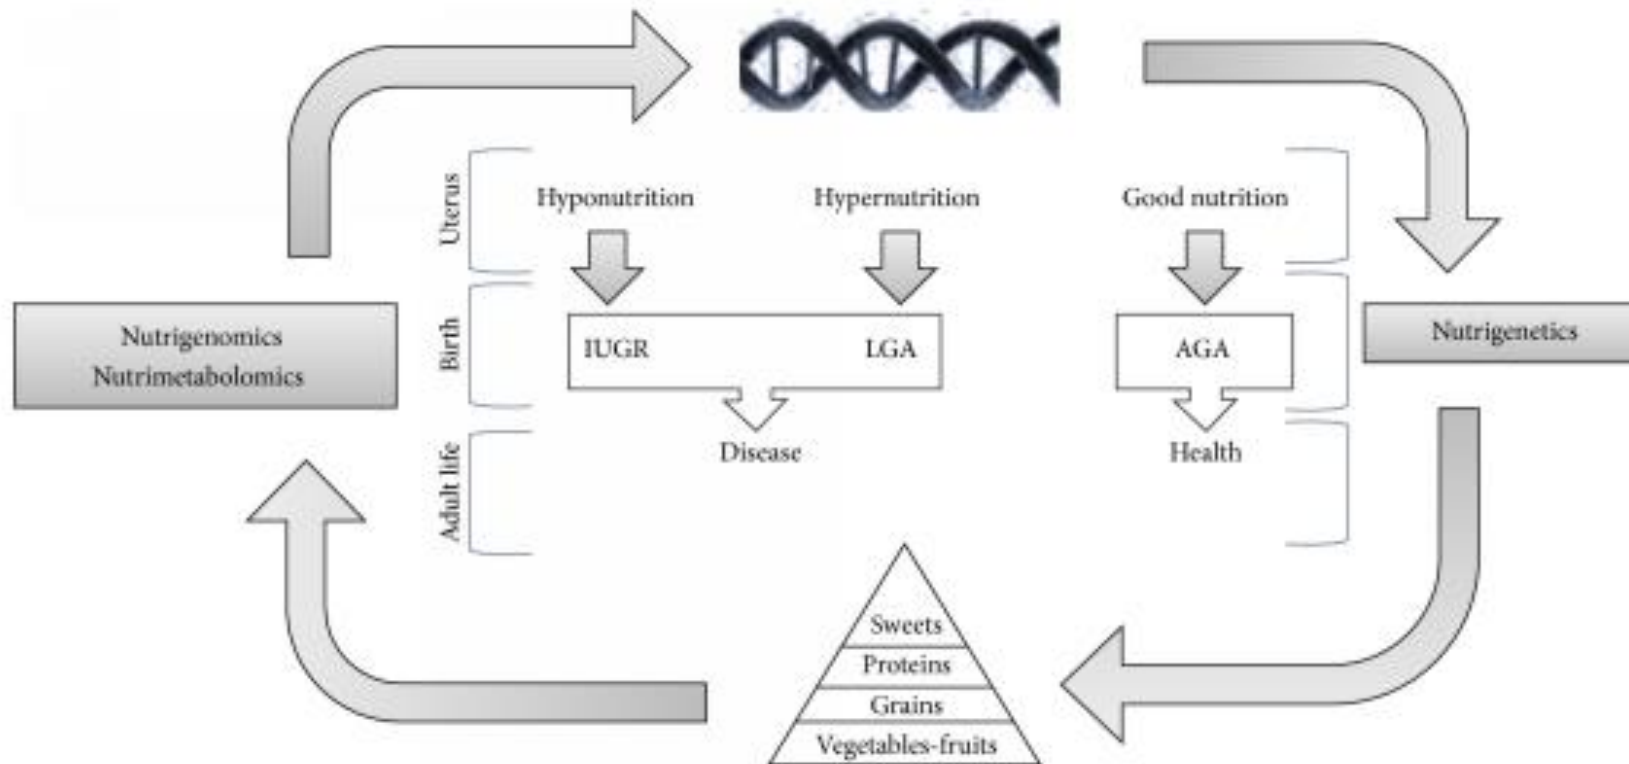 Uterus
Hyponutrition
Hypernutrition
Good nutrition
Nutrigenomics
Nutrimetabolomics
Birth
IUGR
LGA
AGA
Nutrigenetics
Adult life
Disease
Health
Sweets
Proteins
Grains
Vegetables-fruits